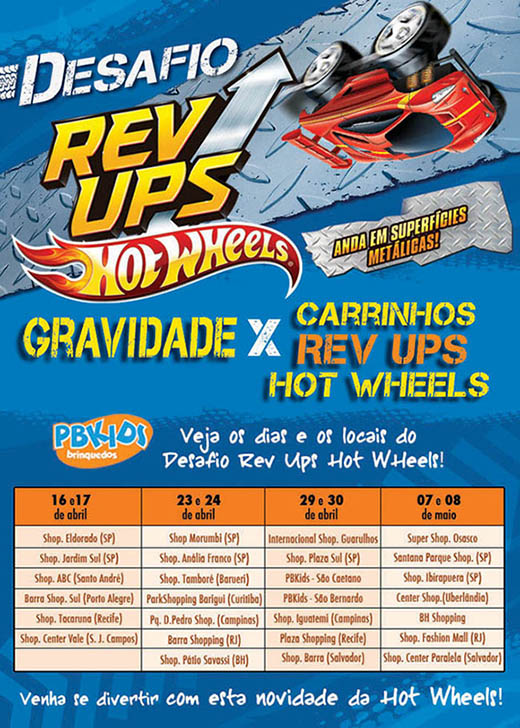 DESAFIO
REV
UPS
HOT WHEELS
ANDA EM SUPERFÍCIES
METÁLICAS!
GRAVIDADE X CARRINHOS
REV UPS
HOT WHEELS
PBKIDS
brinquedos
Veja os dias e os locais do
Desafio Rev Ups Hot WHeels!
16 e 17 de abril | 23 e 24 de abril | 29 e 30 de abril | 07 e 08 de maio
Shop. Eldorado (SP) | Shop Morumbi (SP) | Internacional Shop. Guarulhos | Super Shop. Osasco
Shop. Jardim Sul (SP) | Shop. Anália Franco (SP) | Shop. Plaza Sul (SP) | Santana Parque Shop. (SP)
Shop. ABC (Santo André) | Shop. Tamboré (Barueri) | PBKids - São Caetano | Shop. Ibirapuera (SP)
Barra Shop. Sul (Porto Alegre) | ParkShopping Barigui (Curitiba) | PBKids - São Bernardo | Center Shop.(Uberlândia)
Shop. Tacaruna (Recife) | Pq. D.Pedro Shop. (Campinas) | Shop. Iguatemi (Campinas) | BH Shopping
Shop. Center Vale (S. J. Campos) | Barra Shopping (RJ) | Plaza Shopping (Recife) | Shop. Fashion Mall (RJ)
Shop. Pátio Savassi (BH) | Shop. Barra (Salvador) | Shop. Center Paralela (Salvador)
Venha se divertir com esta novidade da Hot Wheels!